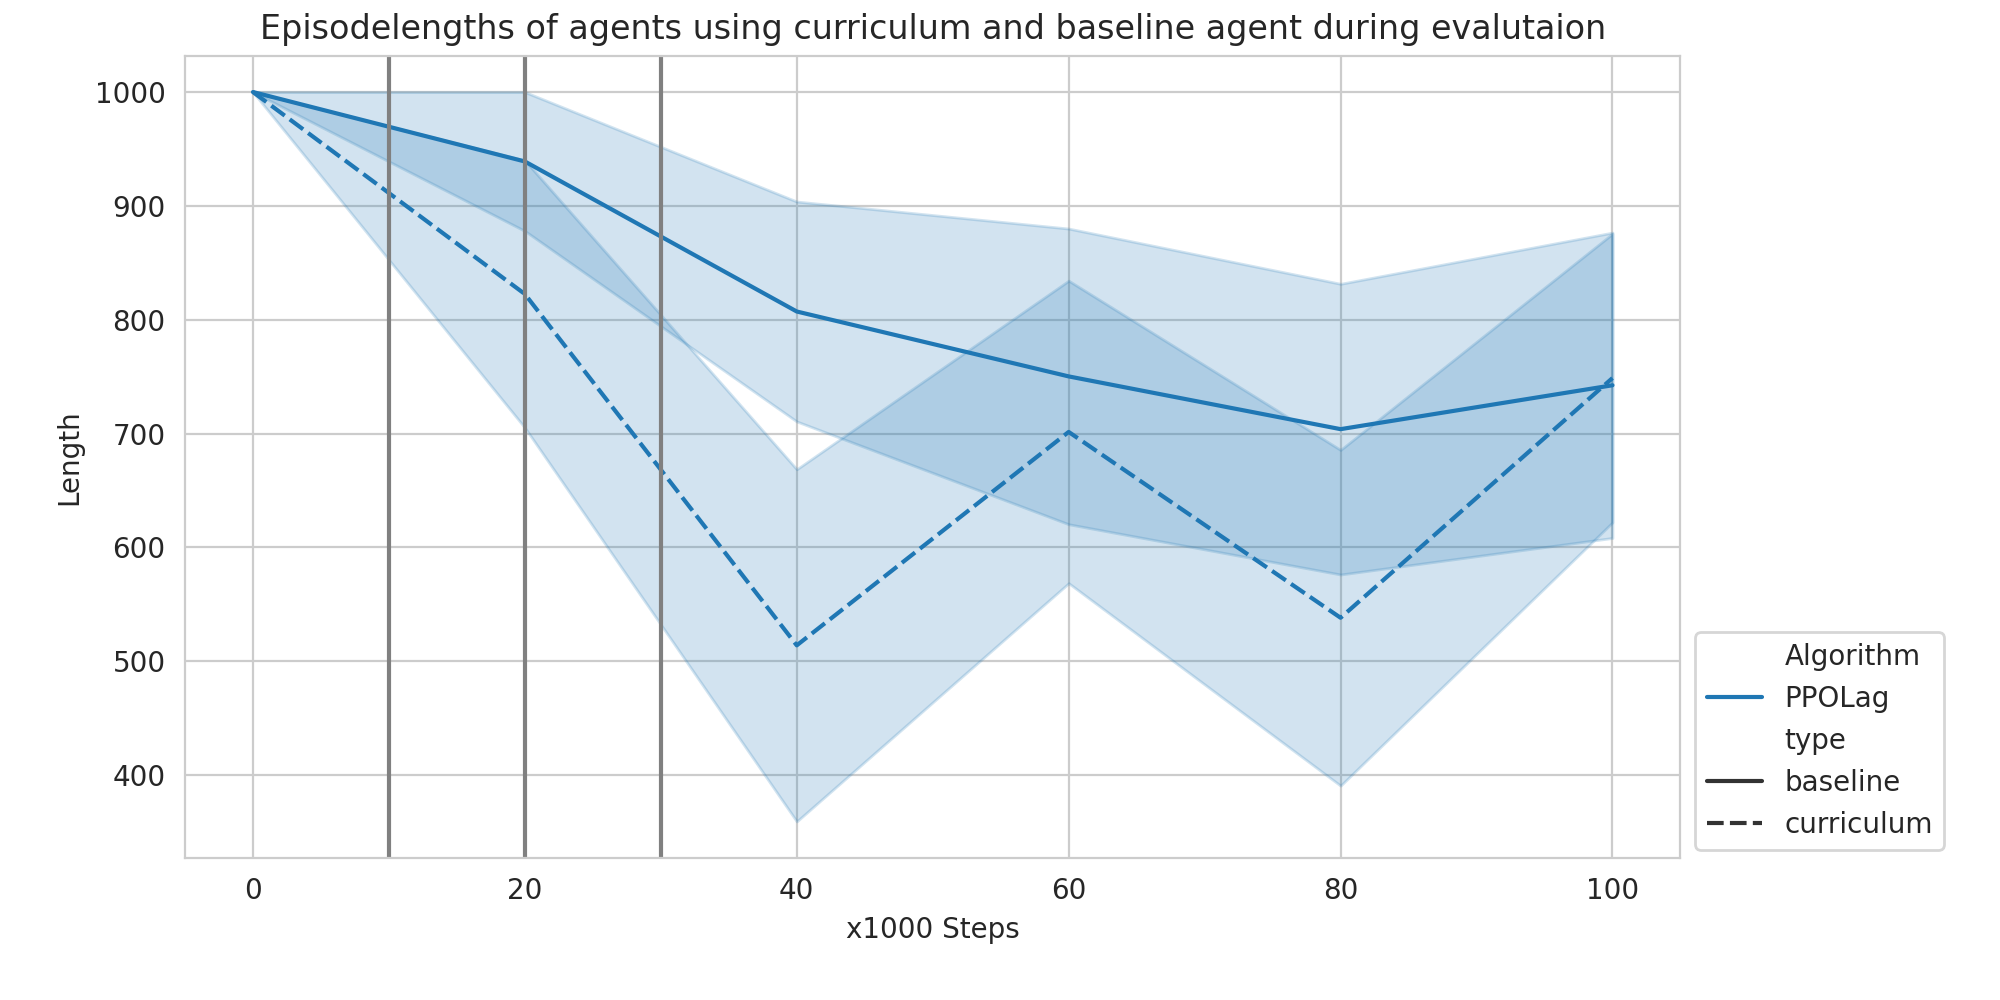 Episodelengths of agents using curriculum and baseline agent during evalutaion
1000
900
800
700
600
500
400
Length
0 20 40 60 80 100
x1000 Steps
Algorithm
PPOLag
type
baseline
curriculum